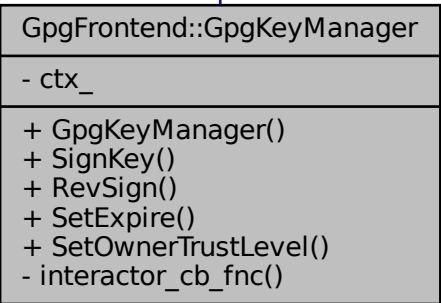 GpgFrontend::GpgKeyManager
- ctx_
+ GpgKeyManager()
+ SignKey()
+ RevSign()
+ SetExpire()
+ SetOwnerTrustLevel()
- interactor_cb_fnc()